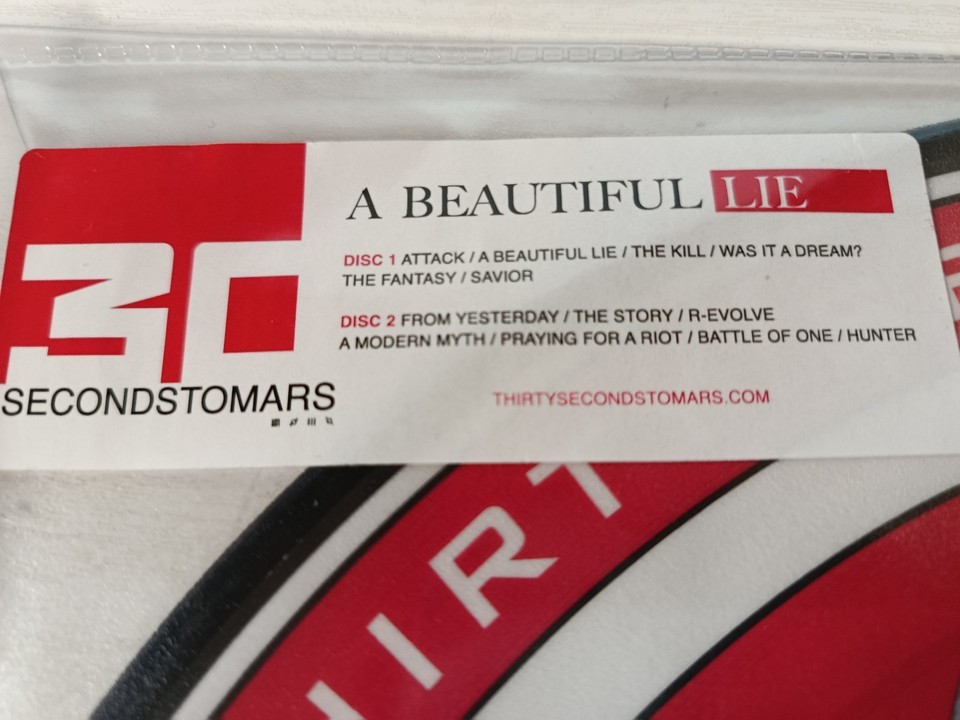 A BEAUTIFUL LIE
DISC 1 ATTACK / A BEAUTIFUL LIE / THE KILL / WAS IT A DREAM?
THE FANTASY / SAVIOR
DISC 2 FROM YESTERDAY / THE STORY / R-EVOLVE
A MODERN MYTH / PRAYING FOR A RIOT / BATTLE OF ONE / HUNTER
30
SECONDSTOMARS
THIRTYSECONDSTOMARS.COM
HIRT